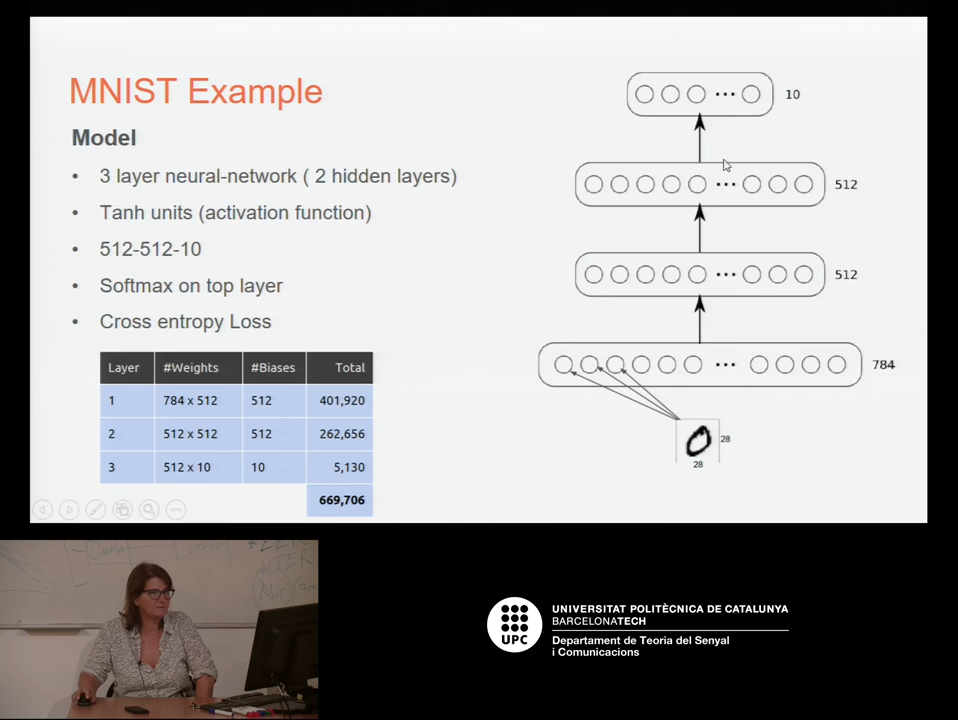 MNIST Example
Model
• 3 layer neural-network ( 2 hidden layers)
• Tanh units (activation function)
• 512-512-10
• Softmax on top layer
• Cross entropy Loss
Layer #Weights #Biases Total
1 784 x 512 512 401,920
2 512 x 512 512 262,656
3 512 x 10 10 5,130
669,706
10
512
512
784
28
28
UPC
UNIVERSITAT POLITÈCNICA DE CATALUNYA
BARCELONATECH
Departament de Teoria del Senyal
i Comunicacions